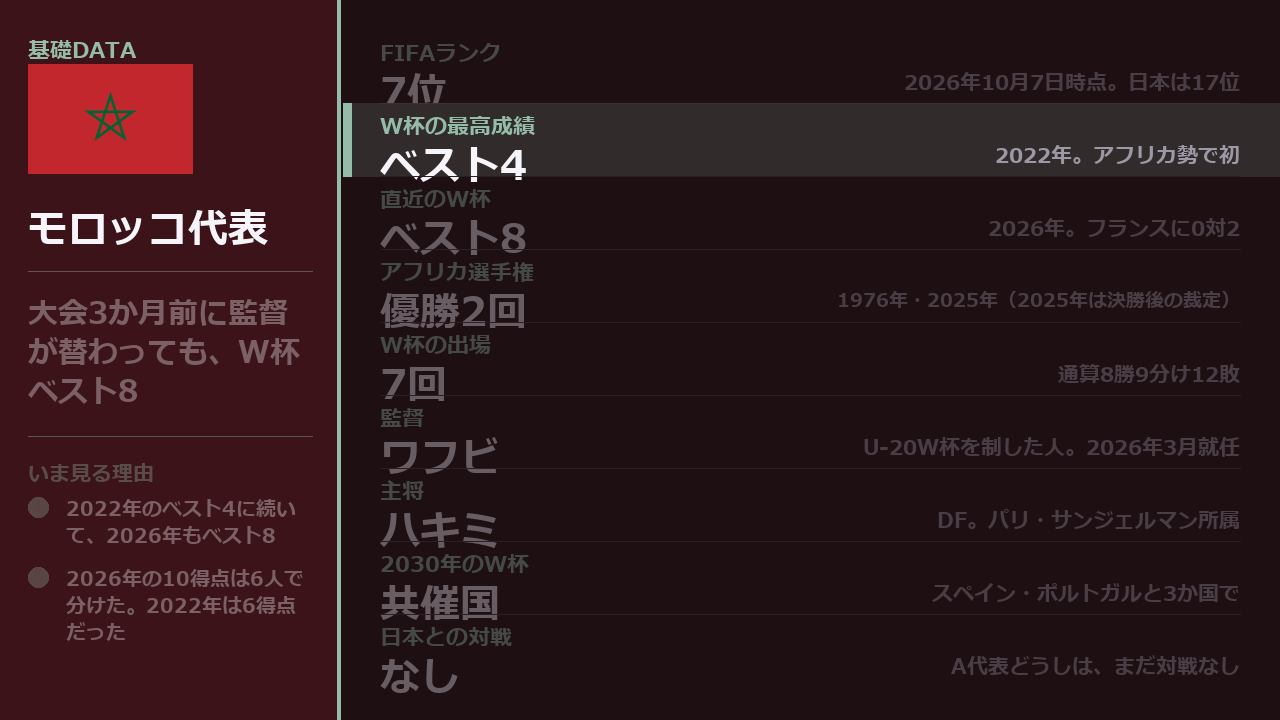 基礎DATA
モロッコ代表
大会3か月前に監督
が替わっても、W杯
ベスト8
いま見る理由
2022年のベスト4に続い
て、2026年もベスト8
2026年の10得点は6人で
分けた。2022年は6得点
だった
FIFAランク
7位
2026年10月7日時点。日本は17位
W杯の最高成績
ベスト4
2022年。アフリカ勢で初
直近のW杯
ベスト8
2026年。フランスに0対2
アフリカ選手権
優勝2回
1976年・2025年（2025年は決勝後の裁定）
W杯の出場
7回
通算8勝9分け12敗
監督
ワフビ
U-20W杯を制した人。2026年3月就任
主将
ハキミ
DF。パリ・サンジェルマン所属
2030年のW杯
共催国
スペイン・ポルトガルと3か国で
日本との対戦
なし
A代表どうしは、まだ対戦なし